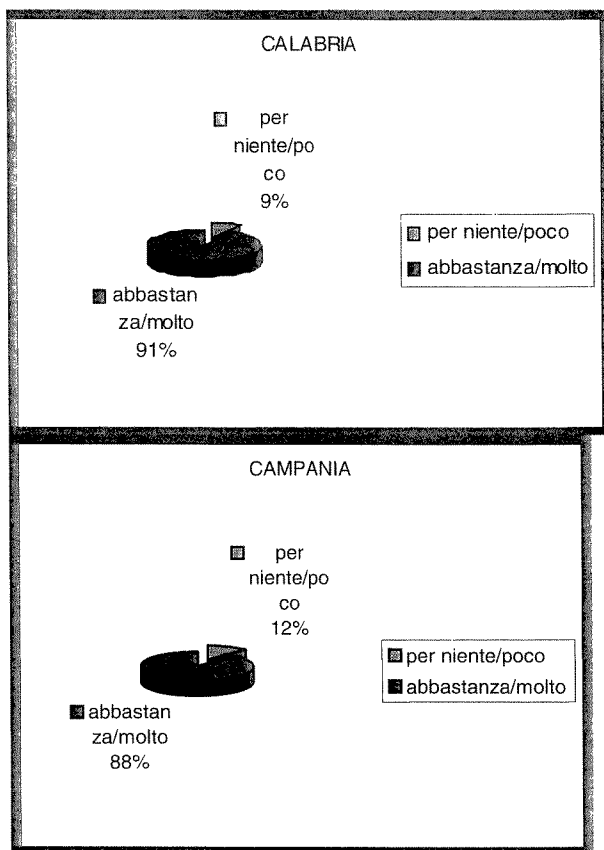 CALABRIA
per
niente/po
co
9%
per niente/poco
abbastanza/molto
abbastan
za/molto
91%
CAMPANIA
per
niente/po
co
12%
per niente/poco
abbastanza/molto
abbastan
za/molto
88%